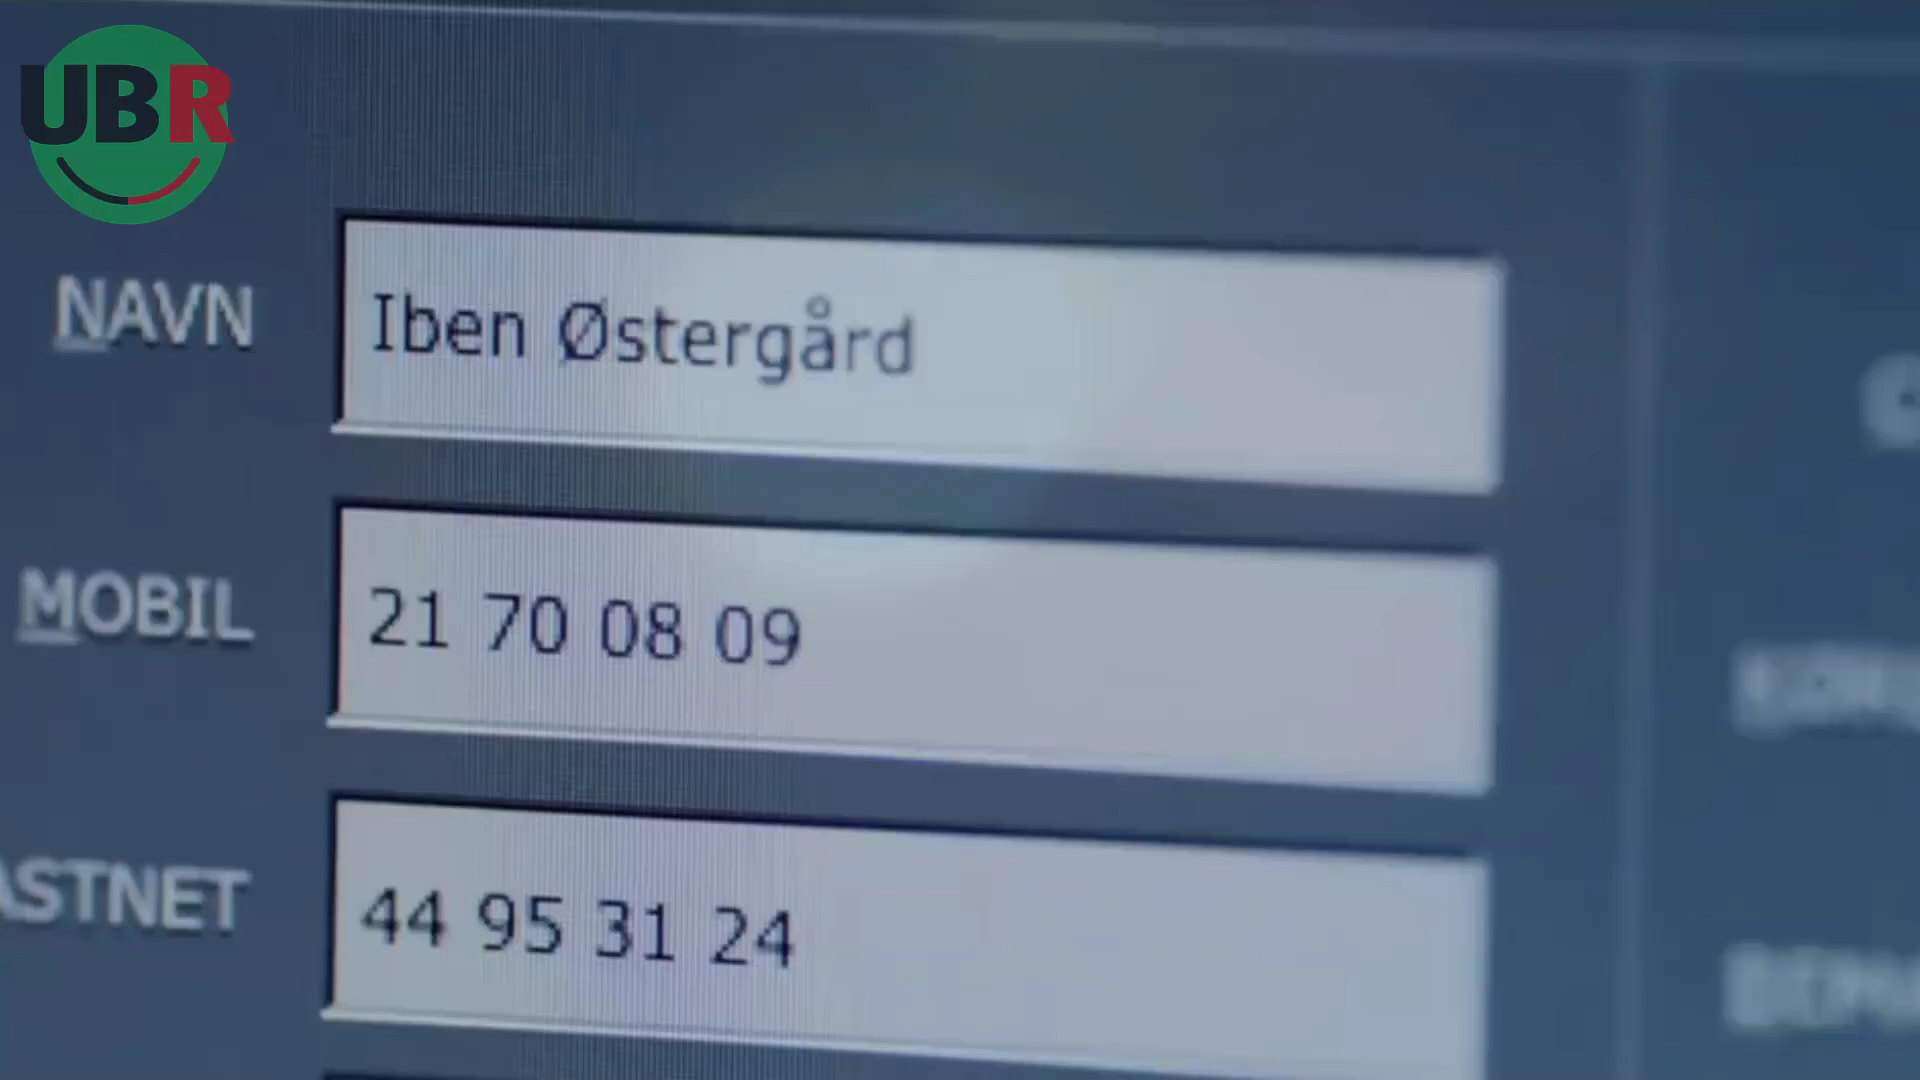 UBR
NAVN
Iben Østergård
MOBIL
21 70 08 09
ASTNET
44 95 31 24